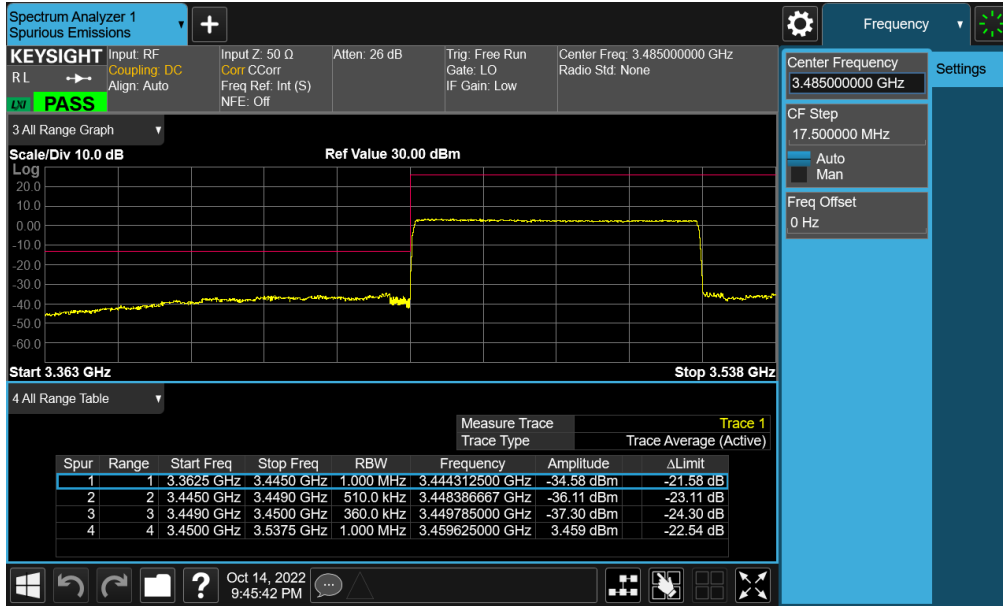 Spectrum Analyzer 1
Spurious Emissions
+
Frequency
KEYSIGHT
R L
LXI PASS
Input: RF
Coupling: DC
Align: Auto
Input Z: 50 Ω
Corr CCorr
Freq Ref: Int (S)
NFE: Off
Atten: 26 dB
Trig: Free Run
Gate: LO
IF Gain: Low
Center Freq: 3.485000000 GHz
Radio Std: None
Center Frequency
3.485000000 GHz
Settings
CF Step
17.500000 MHz
Auto
Man
Freq Offset
0 Hz
3 All Range Graph
Scale/Div 10.0 dB
Ref Value 30.00 dBm
Log
20.0
10.0
0.00
-10.0
-20.0
-30.0
-40.0
-50.0
-60.0
Start 3.363 GHz
Stop 3.538 GHz
4 All Range Table
Measure Trace Trace 1
Trace Type Trace Average (Active)
Spur Range Start Freq Stop Freq RBW Frequency Amplitude ΔLimit
1 1 3.3625 GHz 3.4450 GHz 1.000 MHz 3.444312500 GHz -34.58 dBm -21.58 dB
2 2 3.4450 GHz 3.4490 GHz 510.0 kHz 3.448386667 GHz -36.11 dBm -23.11 dB
3 3 3.4490 GHz 3.4500 GHz 360.0 kHz 3.449785000 GHz -37.30 dBm -24.30 dB
4 4 3.4500 GHz 3.5375 GHz 1.000 MHz 3.459625000 GHz 3.459 dBm -22.54 dB
?
Oct 14, 2022
9:45:42 PM